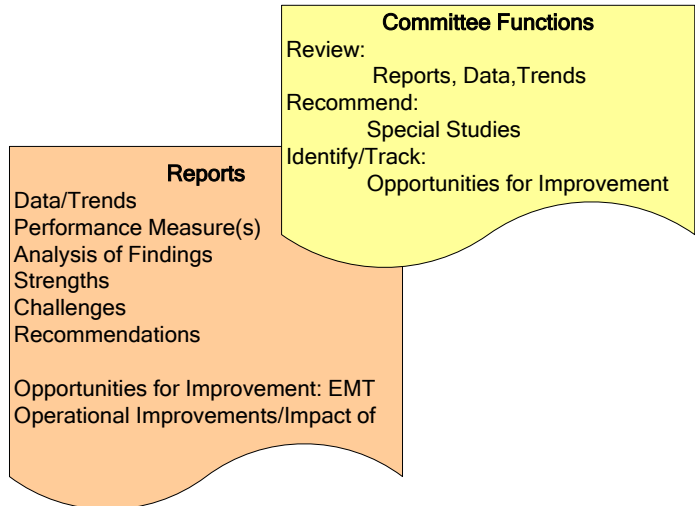 Committee Functions
Review:
Reports, Data,Trends
Recommend:
Special Studies
Identify/Track:
Opportunities for Improvement
Reports
Data/Trends
Performance Measure(s)
Analysis of Findings
Strengths
Challenges
Recommendations
Opportunities for Improvement: EMT
Operational Improvements/Impact of